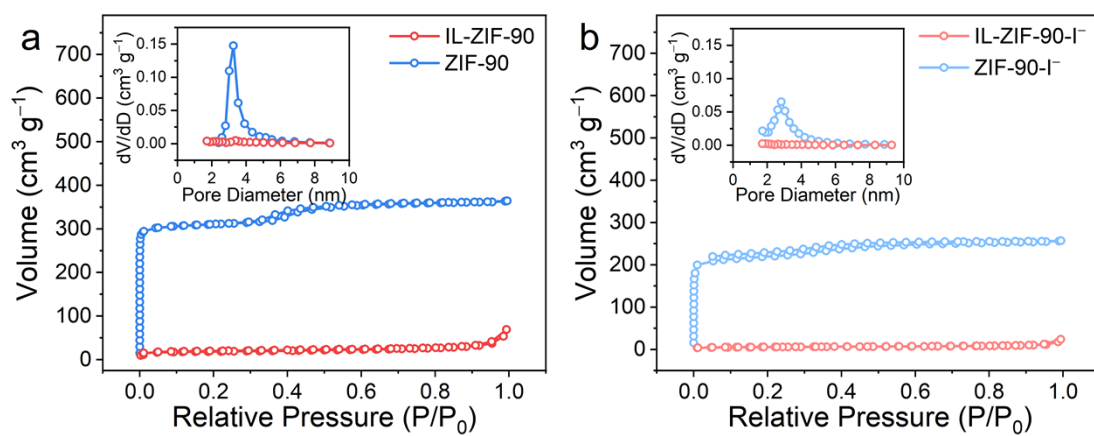 a
IL-ZIF-90
ZIF-90
dV/dD (cm³ g⁻¹)
0.15
0.10
0.05
0.00
0 2 4 6 8 10
Pore Diameter (nm)
Volume (cm³ g⁻¹)
700
600
500
400
300
200
100
0
0.0 0.2 0.4 0.6 0.8 1.0
Relative Pressure (P/P₀)
b
IL-ZIF-90-I⁻
ZIF-90-I⁻
dV/dD (cm³ g⁻¹)
0.15
0.10
0.05
0.00
0 2 4 6 8 10
Pore Diameter (nm)
Volume (cm³ g⁻¹)
700
600
500
400
300
200
100
0
0.0 0.2 0.4 0.6 0.8 1.0
Relative Pressure (P/P₀)